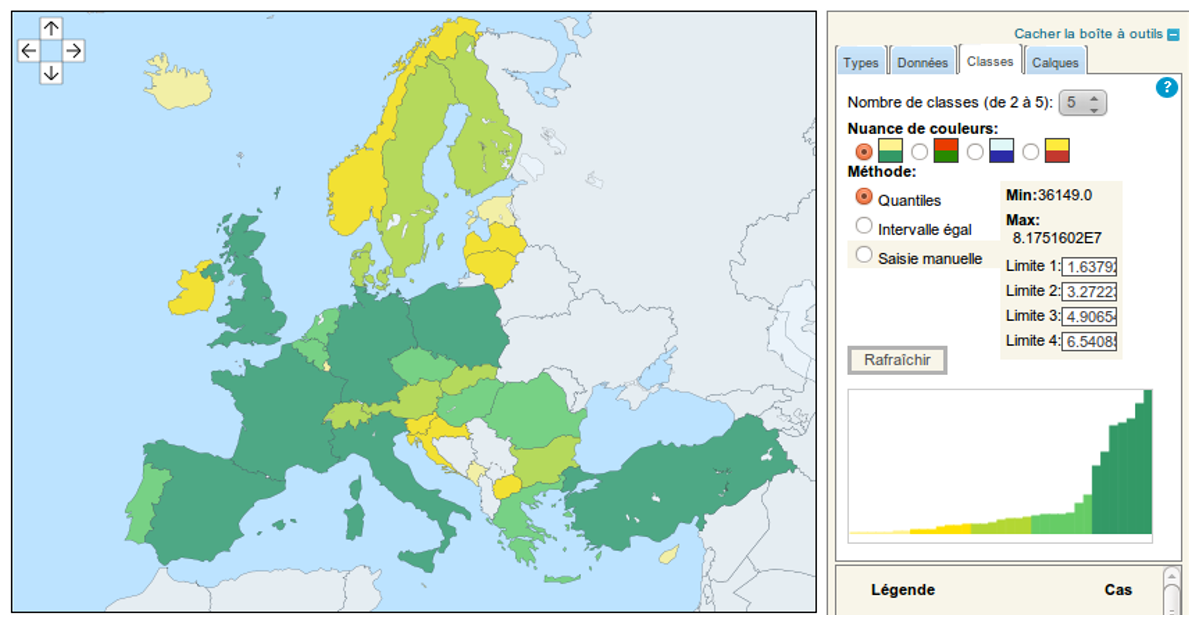 Cacher la boîte à outils
Types
Données
Classes
Calques
?
Nombre de classes (de 2 à 5): 5
Nuance de couleurs:
Méthode:
Quantiles
Intervalle égal
Saisie manuelle
Min:36149.0
Max:
8.1751602E7
Limite 1: 1.6379
Limite 2: 3.2722
Limite 3: 4.9065
Limite 4: 6.5408
Rafraîchir
Légende
Cas